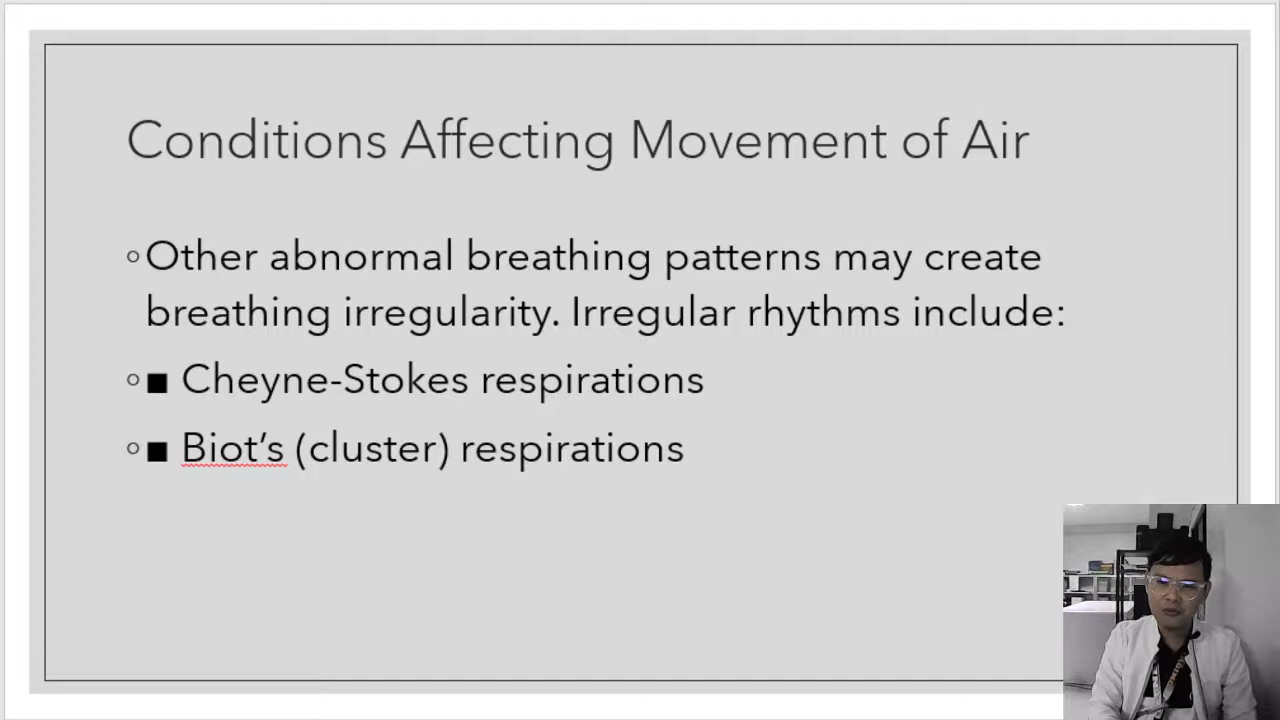 Conditions Affecting Movement of Air
◦Other abnormal breathing patterns may create
breathing irregularity. Irregular rhythms include:
◦■ Cheyne-Stokes respirations
◦■ Biot’s (cluster) respirations